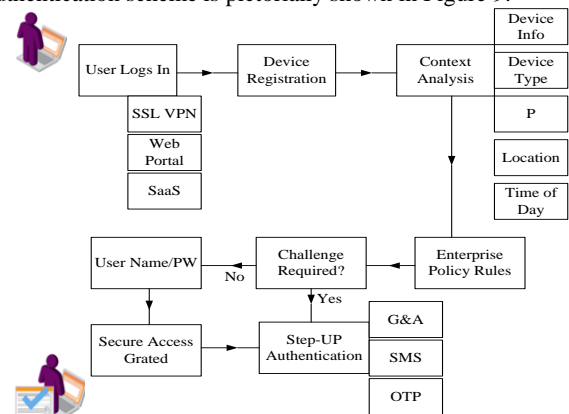 uthentication scheme is pictorially shown in Figure 9.
User Logs In
Device
Registration
Context
Analysis
Device
Info
Device
Type
P
Location
Time of
Day
SSL VPN
Web
Portal
SaaS
User Name/PW
No
Challenge
Required?
Yes
Enterprise
Policy Rules
Secure Access
Grated
Step-UP
Authentication
G&A
SMS
OTP